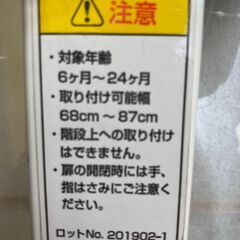 注意
・対象年齢
6ヶ月～24ヶ月
・取り付け可能幅
68cm～87cm
・階段上への取り付け
はできません。
・扉の開閉時には手、
指はさみにご注意く
ださい。
ロットNo. 201902-1